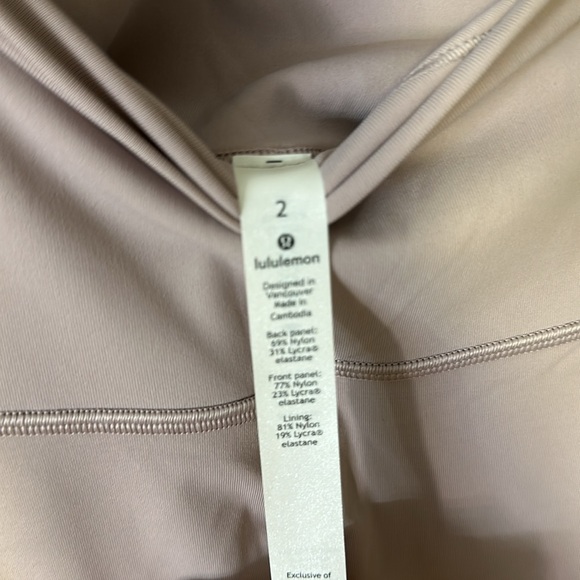 2
lululemon
Designed in
Vancouver
Made in
Cambodia
Back panel:
69% Nylon
31% Lycra®
elastane
Front panel:
77% Nylon
23% Lycra®
elastane
Lining:
81% Nylon
19% Lycra®
elastane
Exclusive of